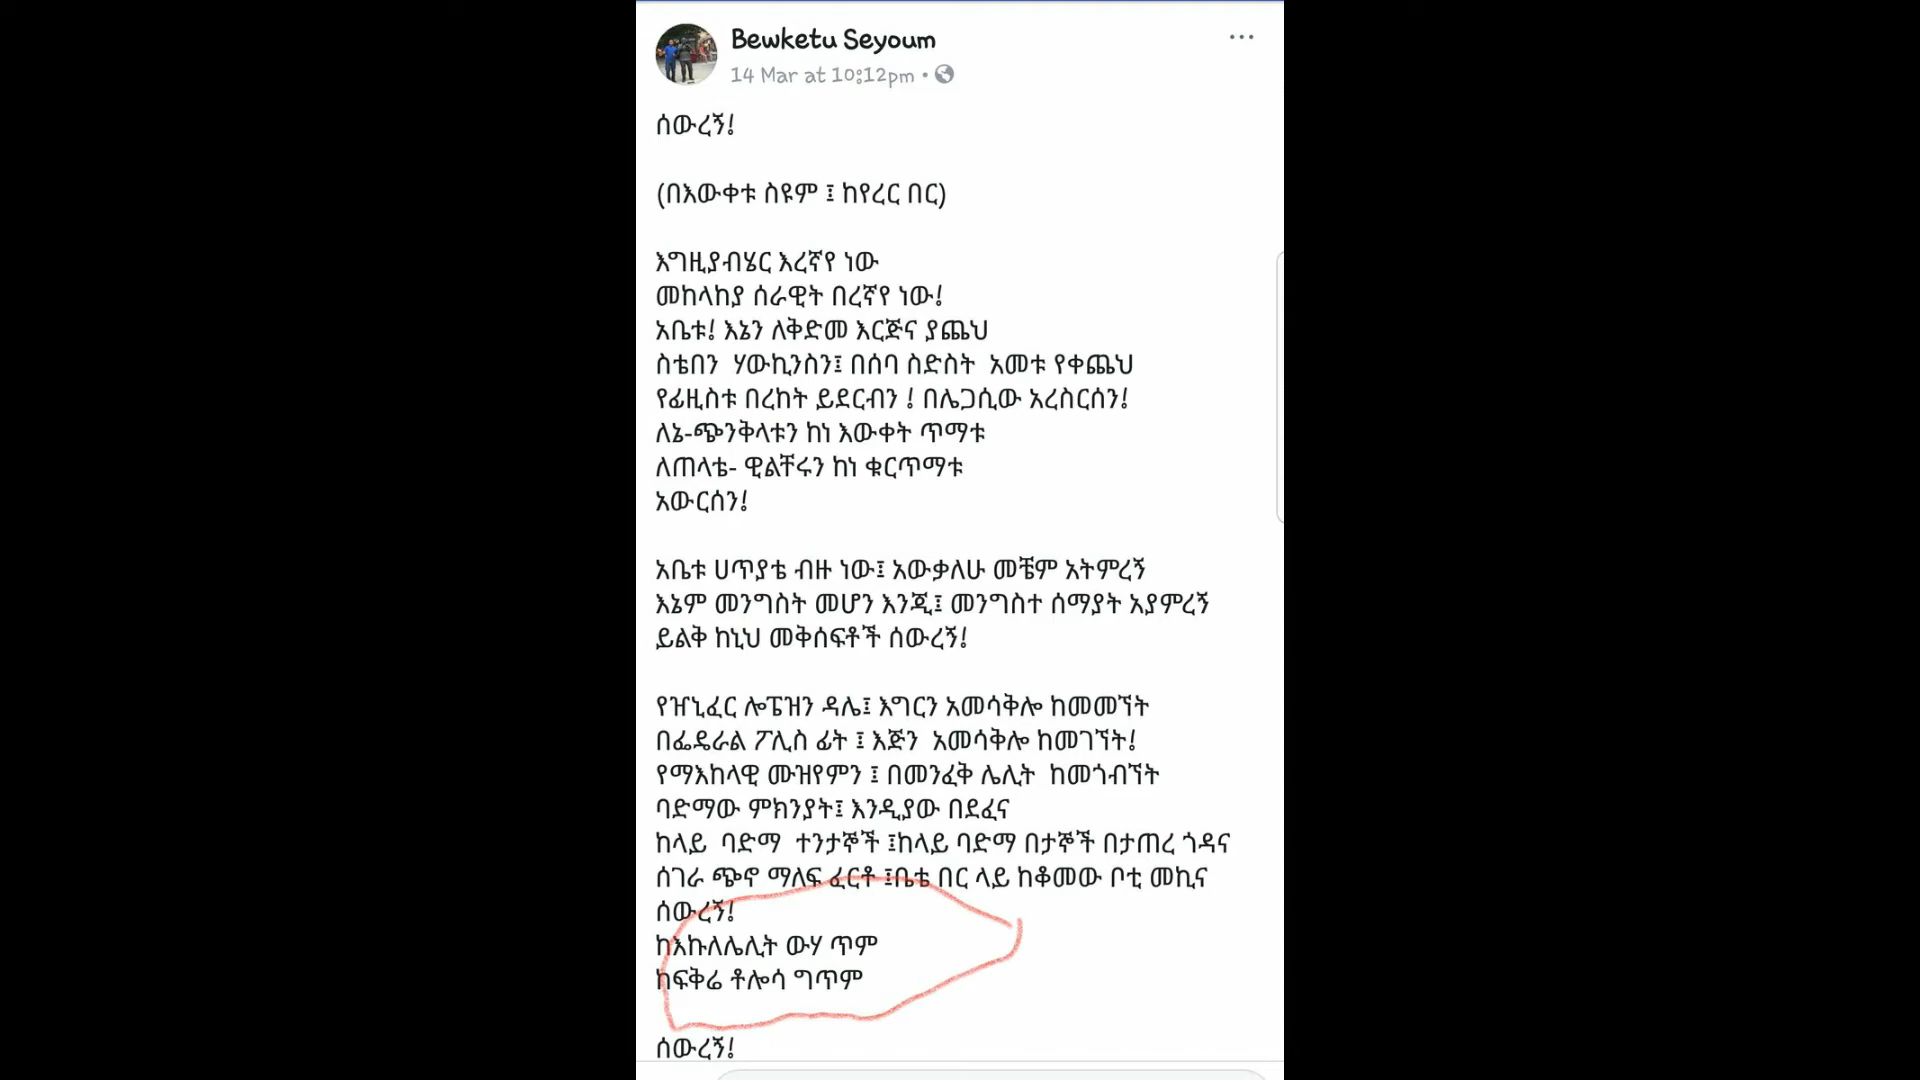 Bewketu Seyoum
14 Mar at 10:12pm
ሰውረኝ!
(በእውቀቱ ስዩም ፤ ከየረር በር)
እግዚያብሄር እረኛየ ነው
መከላከያ ሰራዊት በረኛየ ነው!
አቤቱ! እኔን ለቅድመ እርጅና ያጨህ
ስቴበን ሃውኪንስን፤ በሰባ ስድስት አመቱ የቀጨህ
የፊዚስቱ በረከት ይደርብን ! በሌጋሲው አረስርሰን!
ለኔ-ጭንቅላቱን ከነ እውቀት ጥማቱ
ለጠላቴ- ዊልቸሩን ከነ ቁርጥማቱ
አውርሰን!
አቤቱ ሀጥያቴ ብዙ ነው፤ አውቃለሁ መቼም አትምረኝ
እኔም መንግስት መሆን እንጂ፤ መንግስተ ሰማያት አያምረኝ
ይልቅ ከኒህ መቅሰፍቶች ሰውረኝ!
የዠኒፈር ሎፔዝን ዳሌ፤ እግርን አመሳቅሎ ከመመኘት
በፌዴራል ፖሊስ ፊት ፤ እጅን አመሳቅሎ ከመገኘት!
የማእከላዊ ሙዝየምን ፤ በመንፈቅ ሌሊት ከመጎብኘት
ባድማው ምክንያት፤ እንዲያው በደፈና
ከላይ ባድማ ተንታኞች ፤ከላይ ባድማ በታኞች በታጠረ ጎዳና
ሰገራ ጭኖ ማለፍ ፈርቶ ፤ቤቴ በር ላይ ከቆመው ቦቲ መኪና
ሰውረኝ!
ከእኩለሌሊት ውሃ ጥም
ከፍቅሬ ቶሎሳ ግጥም
ሰውረኝ!